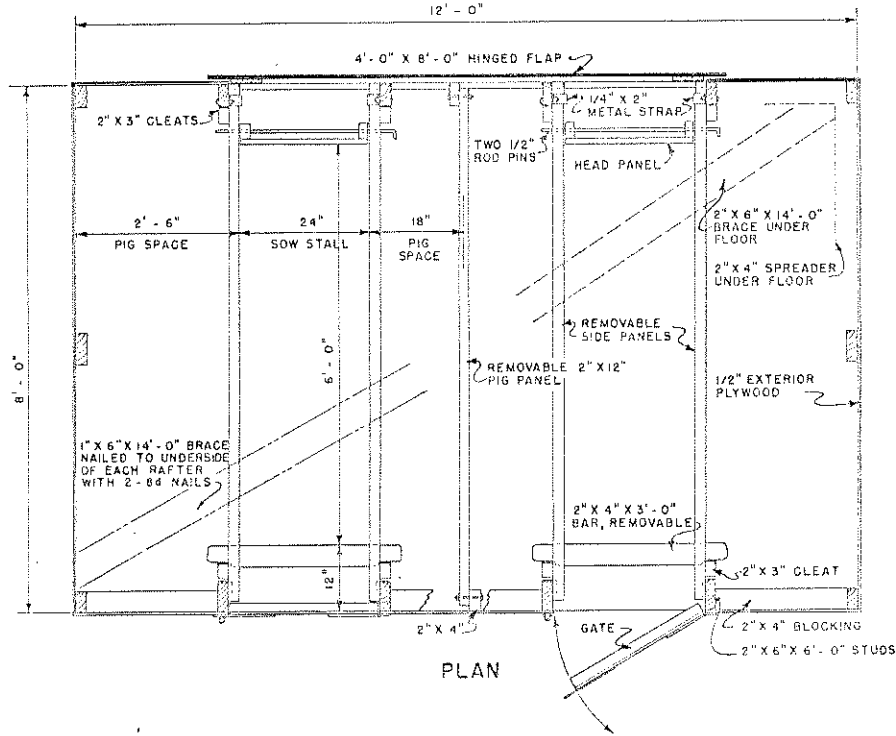 12'-0"
4'-0" X 8'-0" HINGED FLAP
2" X 3" CLEATS
1/4" X 2"
METAL STRAP
TWO 1/2"
ROD PINS
HEAD PANEL
2'-6"
PIG SPACE
24"
SOW STALL
18"
PIG
SPACE
2" X 6" X 14'-0"
BRACE UNDER
FLOOR
2" X 4" SPREADER
UNDER FLOOR
8'-0"
6'-0"
REMOVABLE
SIDE PANELS
REMOVABLE 2" X 12"
PIG PANEL
1/2" EXTERIOR
PLYWOOD
1" X 6" X 14'-0" BRACE
NAILED TO UNDERSIDE
OF EACH RAFTER
WITH 2-8d NAILS
2" X 4" X 3'-0"
BAR, REMOVABLE
12"
2" X 3" CLEAT
2" X 4"
GATE
2" X 4" BLOCKING
2" X 6" X 6'-0" STUDS
PLAN